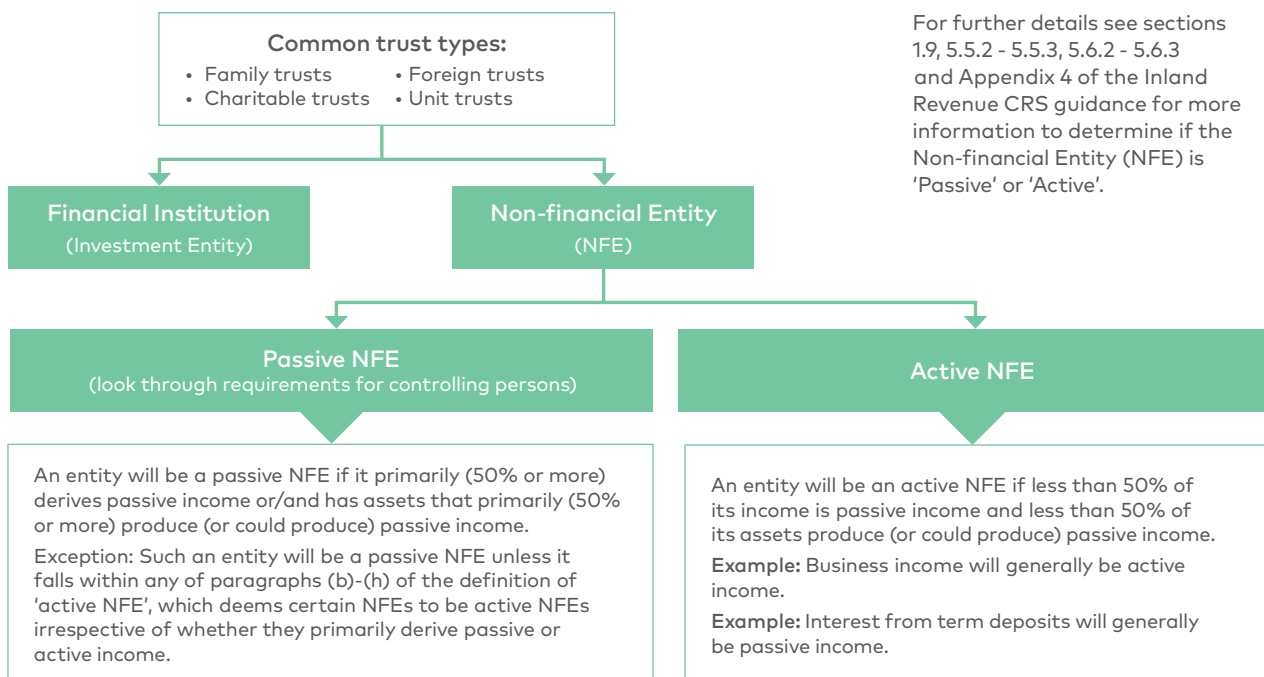 Common trust types:
• Family trusts • Foreign trusts
• Charitable trusts • Unit trusts
For further details see sections
1.9, 5.5.2 - 5.5.3, 5.6.2 - 5.6.3
and Appendix 4 of the Inland
Revenue CRS guidance for more
information to determine if the
Non-financial Entity (NFE) is
‘Passive’ or ‘Active’.
Financial Institution
(Investment Entity)
Non-financial Entity
(NFE)
Passive NFE
(look through requirements for controlling persons)
Active NFE
An entity will be a passive NFE if it primarily (50% or more)
derives passive income or/and has assets that primarily (50%
or more) produce (or could produce) passive income.
Exception: Such an entity will be a passive NFE unless it
falls within any of paragraphs (b)-(h) of the definition of
‘active NFE’, which deems certain NFEs to be active NFEs
irrespective of whether they primarily derive passive or
active income.
An entity will be an active NFE if less than 50% of
its income is passive income and less than 50% of
its assets produce (or could produce) passive income.
Example: Business income will generally be active
income.
Example: Interest from term deposits will generally
be passive income.